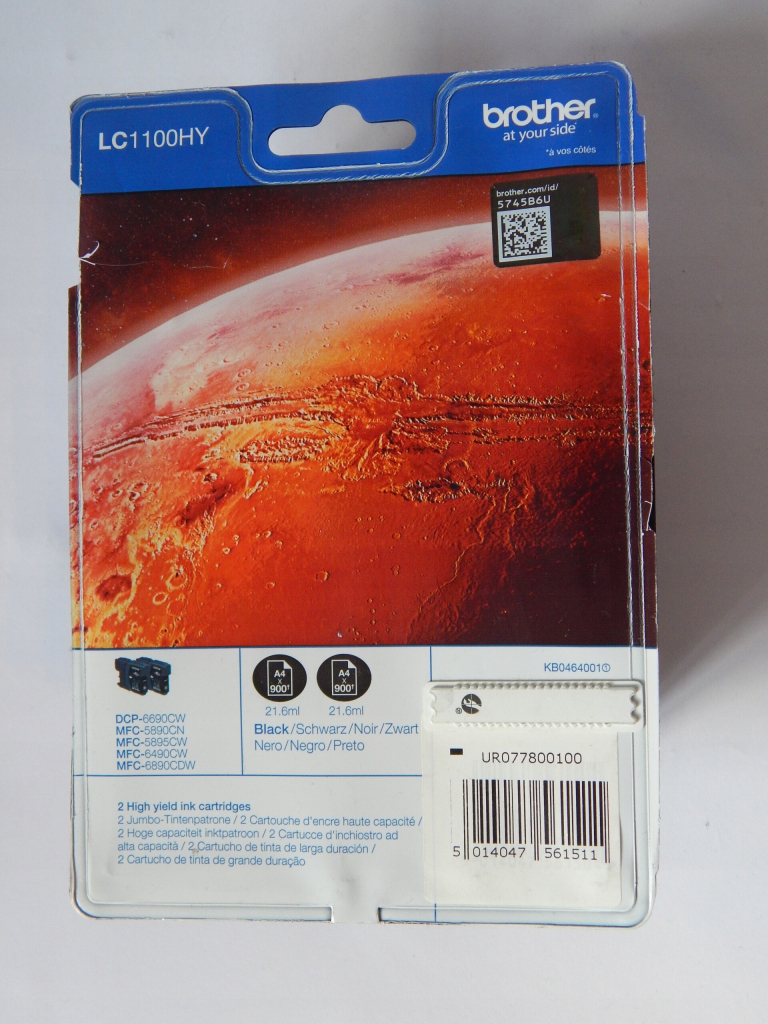 LC1100HY
brother®
at your side*
*à vos côtés
brother.com/id/
5745B6U
KB0464001①
A4
x
900†
A4
x
900†
21.6ml
21.6ml
DCP-6690CW
MFC-5890CN
MFC-5895CW
MFC-6490CW
MFC-6890CDW
Black/Schwarz/Noir/Zwart
Nero/Negro/Preto
UR077800100
5 014047 561511
2 High yield ink cartridges
2 Jumbo-Tintenpatrone / 2 Cartouche d'encre haute capacité /
2 Hoge capaciteit inktpatroon / 2 Cartucce d'inchiostro ad
alta capacità / 2 Cartucho de tinta de larga duración /
2 Cartucho de tinta de grande duração